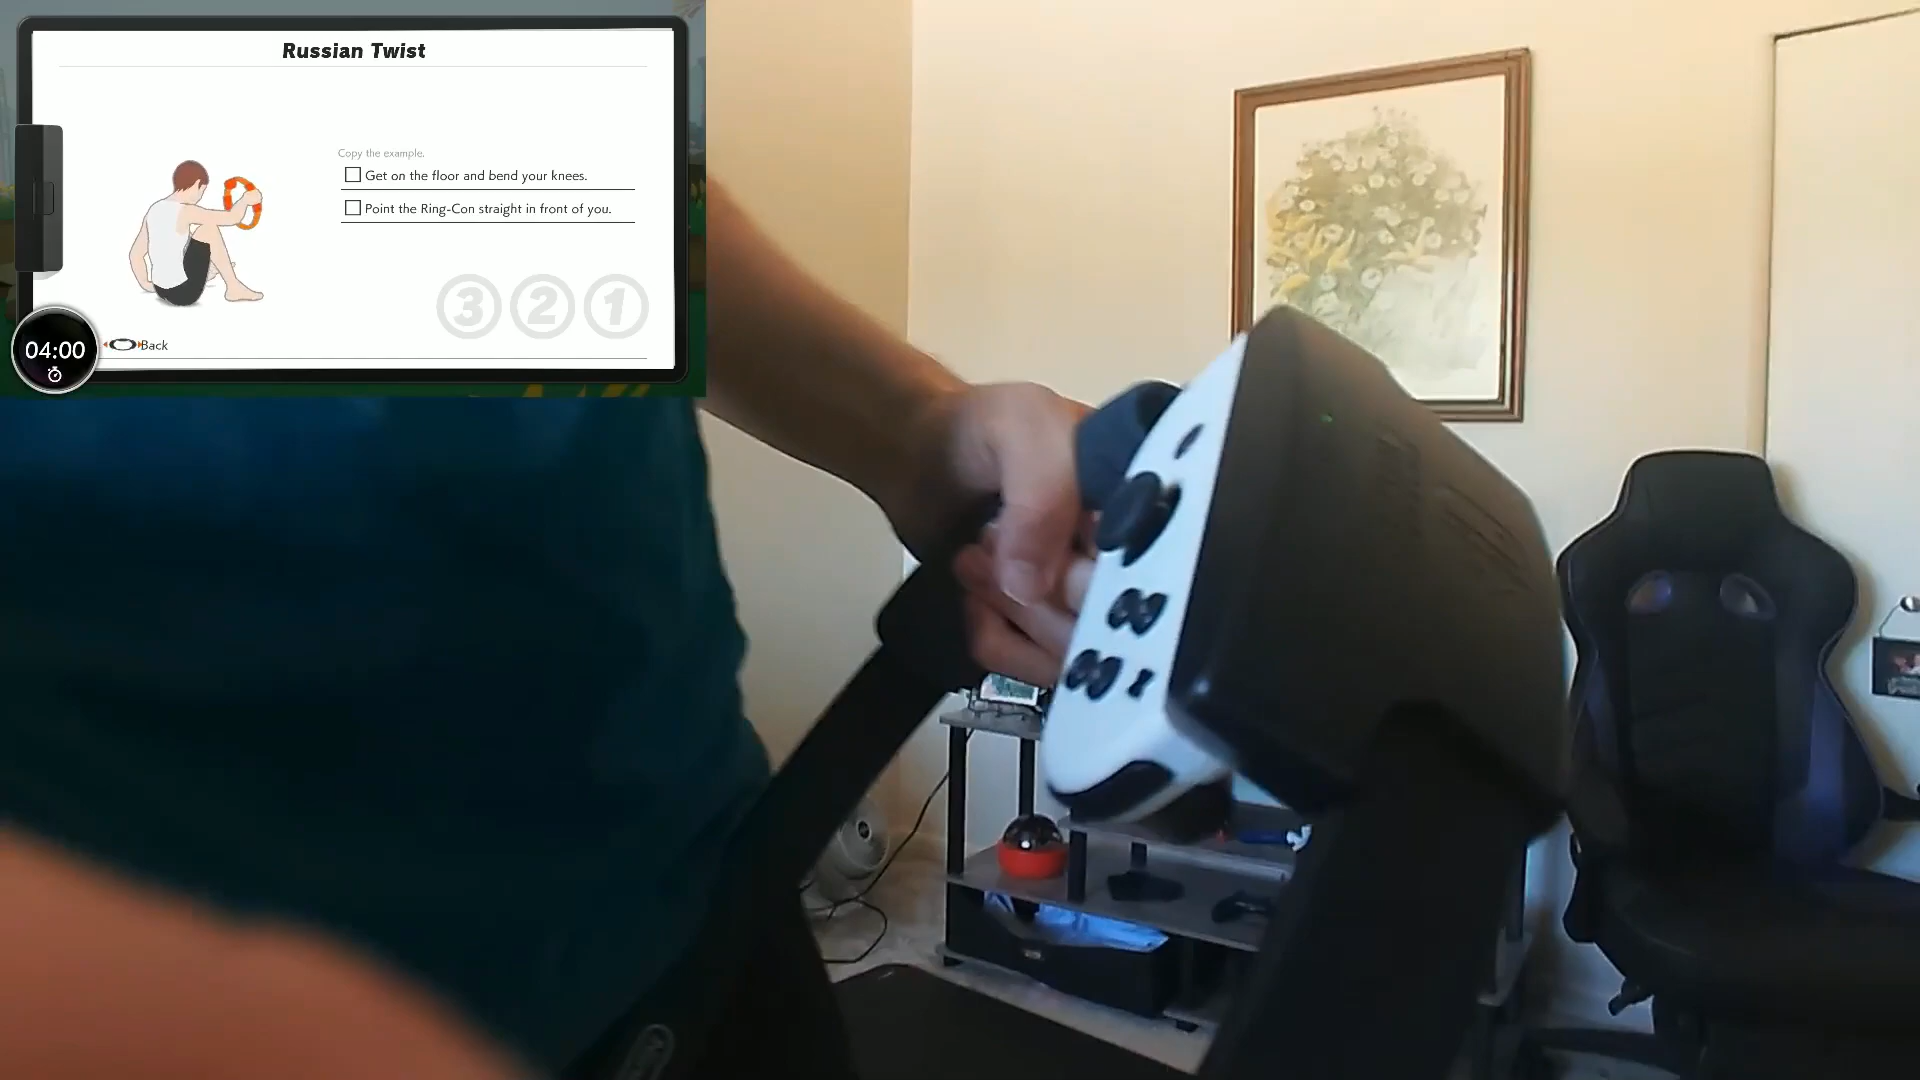 Russian Twist
Copy the example.
Get on the floor and bend your knees.
Point the Ring-Con straight in front of you.
3 2 1
04:00
Back